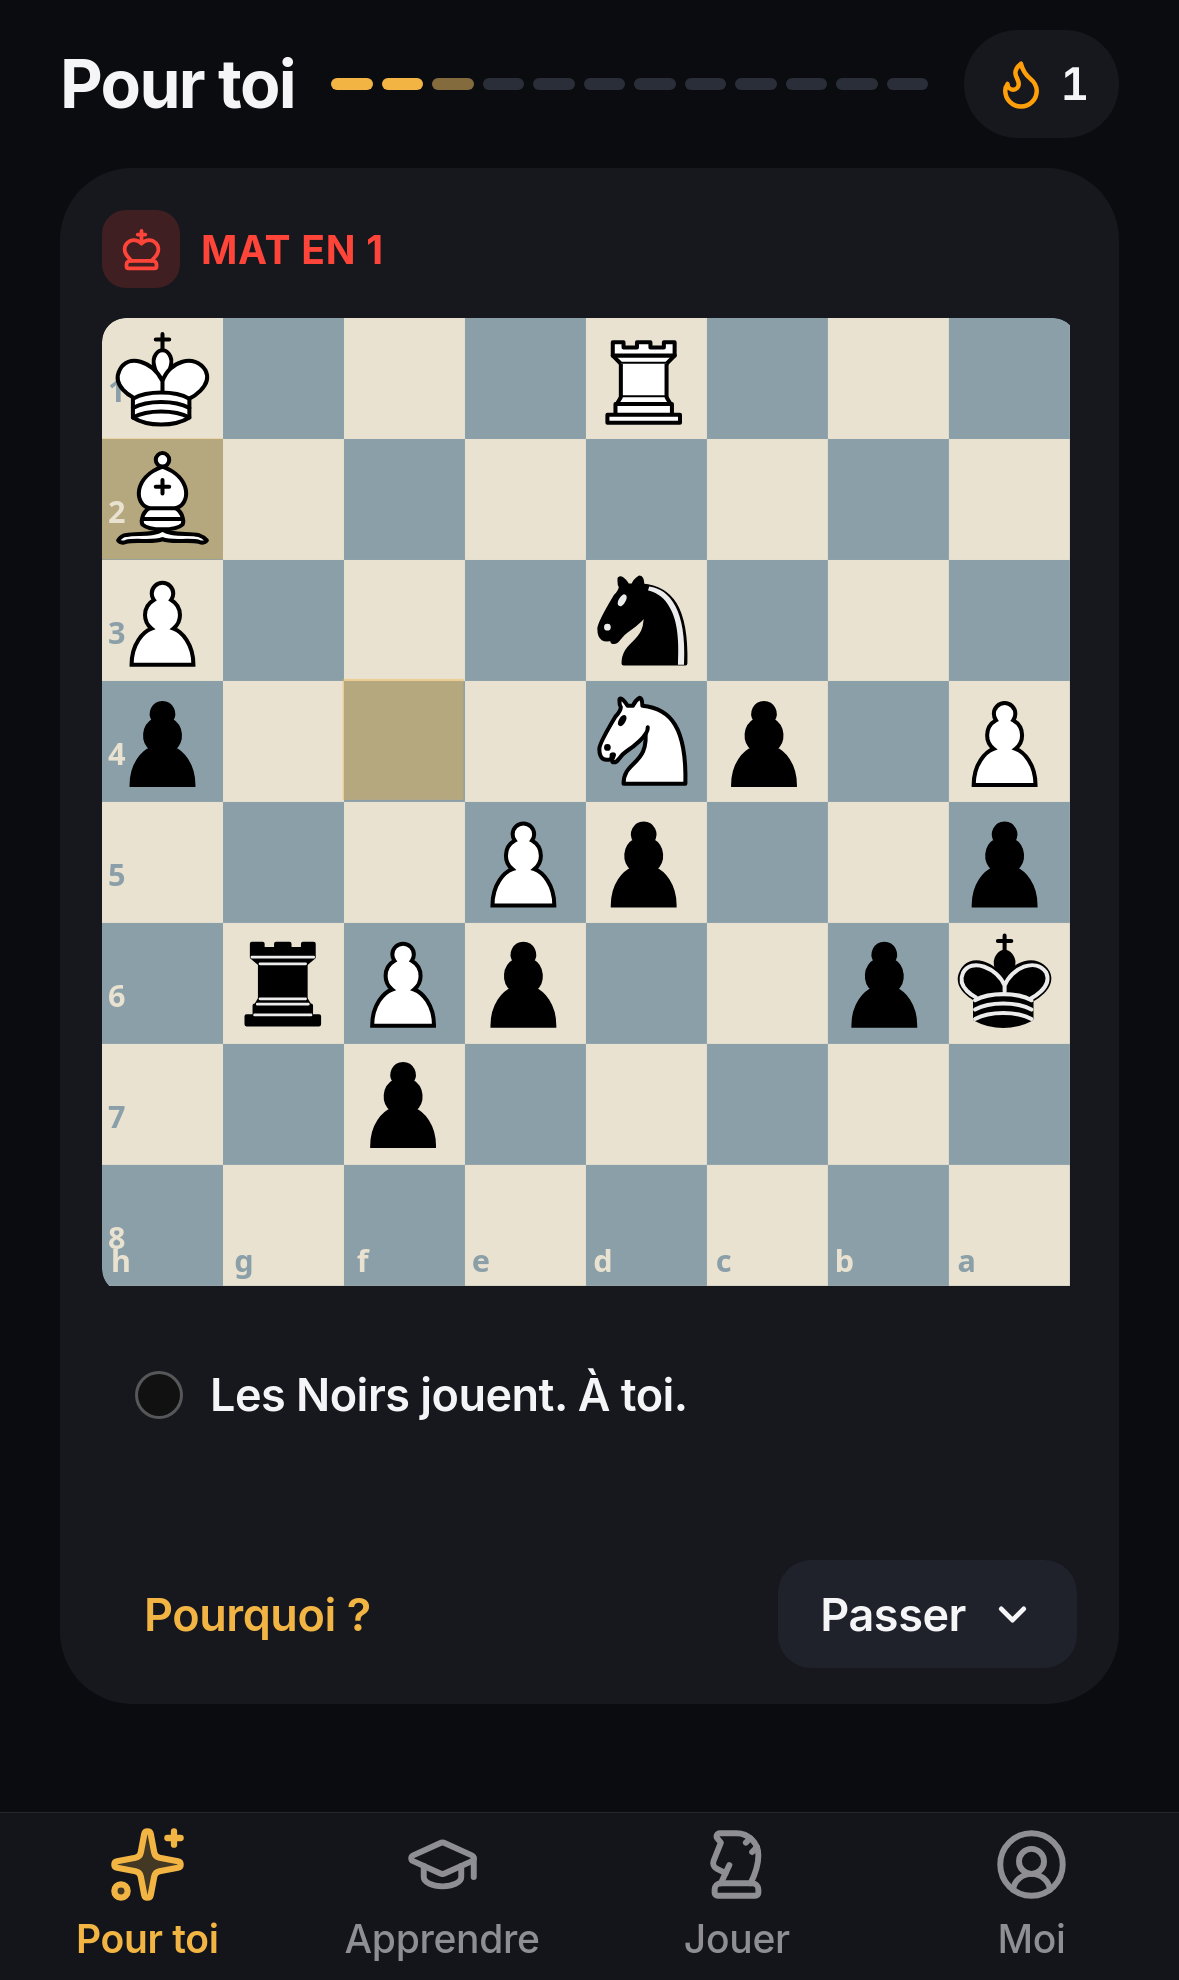 Pour toi
1
MAT EN 1
1
2
3
4
5
6
7
8
h g f e d c b a
Les Noirs jouent. À toi.
Pourquoi ?
Passer
Pour toi
Apprendre
Jouer
Moi